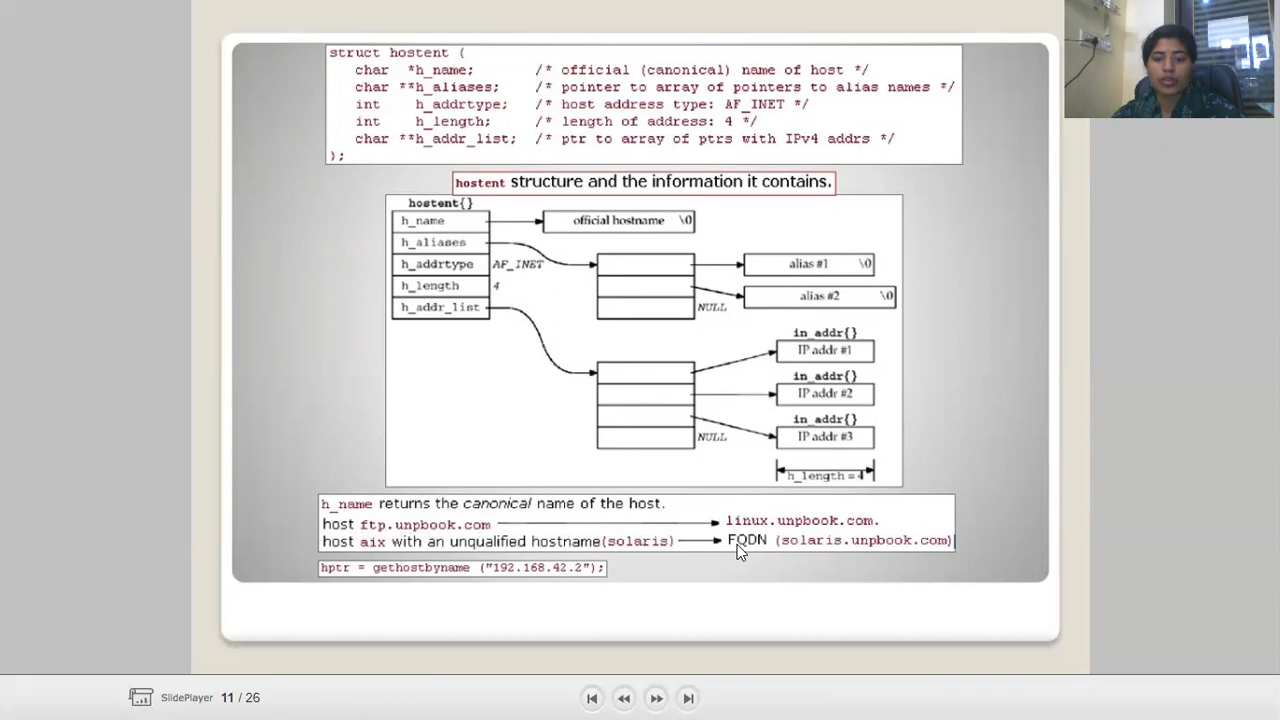 struct hostent (
char *h_name; /* official (canonical) name of host */
char **h_aliases; /* pointer to array of pointers to alias names */
int h_addrtype; /* host address type: AF_INET */
int h_length; /* length of address: 4 */
char **h_addr_list; /* ptr to array of ptrs with IPv4 addrs */
);
hostent structure and the information it contains.
hostent{}
h_name
official hostname \0
h_aliases
h_addrtype AF_INET
alias #1 \0
h_length 4
alias #2 \0
h_addr_list
NULL
in_addr{}
IP addr #1
in_addr{}
IP addr #2
in_addr{}
IP addr #3
NULL
h_length = 4
h_name returns the canonical name of the host.
host ftp.unpbook.com linux.unpbook.com.
host aix with an unqualified hostname(solaris) FQDN (solaris.unpbook.com)
hptr = gethostbyname ("192.168.42.2");
SlidePlayer 11 / 26